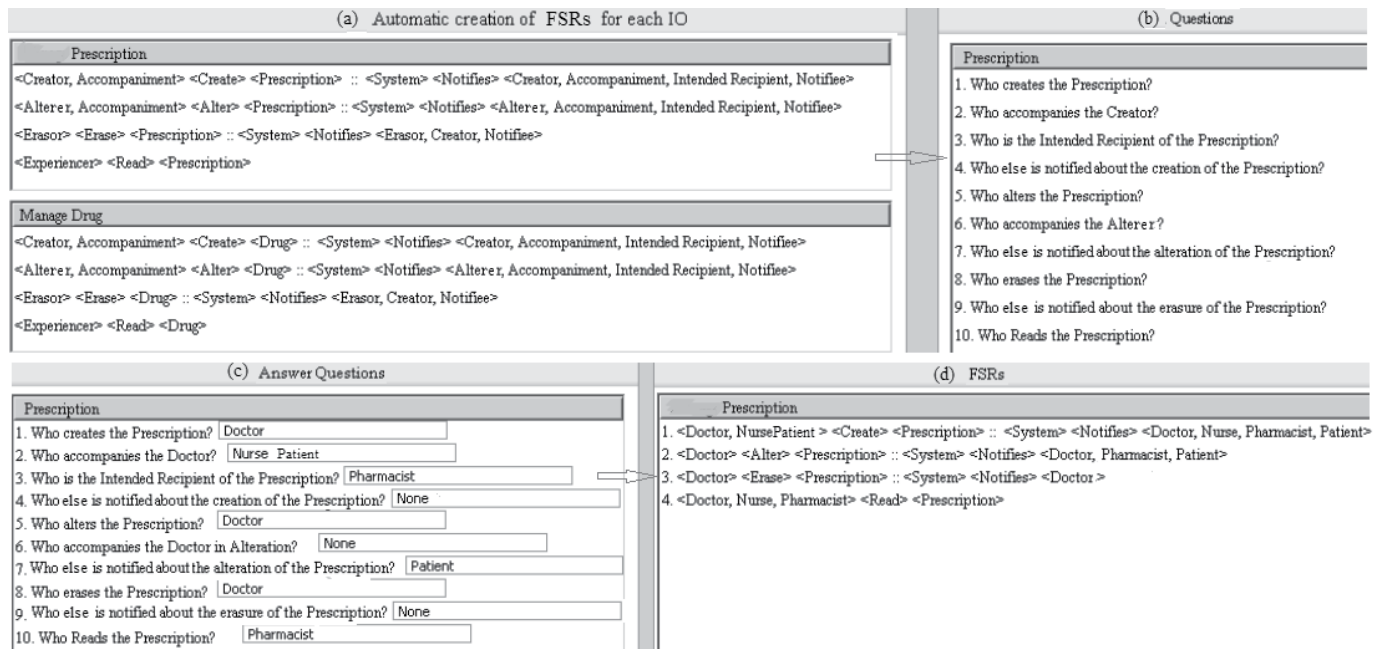 (a) Automatic creation of FSRs for each IO
Prescription
<Creator, Accompaniment> <Create> <Prescription> :: <System> <Notifies> <Creator, Accompaniment, Intended Recipient, Notifiee>
<Alterer, Accompaniment> <Alter> <Prescription> :: <System> <Notifies> <Alterer, Accompaniment, Intended Recipient, Notifiee>
<Erasor> <Erase> <Prescription> :: <System> <Notifies> <Erasor, Creator, Notifiee>
<Experiencer> <Read> <Prescription>
Manage Drug
<Creator, Accompaniment> <Create> <Drug> :: <System> <Notifies> <Creator, Accompaniment, Intended Recipient, Notifiee>
<Alterer, Accompaniment> <Alter> <Drug> :: <System> <Notifies> <Alterer, Accompaniment, Intended Recipient, Notifiee>
<Erasor> <Erase> <Drug> :: <System> <Notifies> <Erasor, Creator, Notifiee>
<Experiencer> <Read> <Drug>
(b) Questions
Prescription
1. Who creates the Prescription?
2. Who accompanies the Creator?
3. Who is the Intended Recipient of the Prescription?
4. Who else is notified about the creation of the Prescription?
5. Who alters the Prescription?
6. Who accompanies the Alterer?
7. Who else is notified about the alteration of the Prescription?
8. Who erases the Prescription?
9. Who else is notified about the erasure of the Prescription?
10. Who Reads the Prescription?
(c) Answer Questions
Prescription
1. Who creates the Prescription? Doctor
2. Who accompanies the Doctor? Nurse Patient
3. Who is the Intended Recipient of the Prescription? Pharmacist
4. Who else is notified about the creation of the Prescription? None
5. Who alters the Prescription? Doctor
6. Who accompanies the Doctor in Alteration? None
7. Who else is notified about the alteration of the Prescription? Patient
8. Who erases the Prescription? Doctor
9. Who else is notified about the erasure of the Prescription? None
10. Who Reads the Prescription? Pharmacist
(d) FSRs
Prescription
1. <Doctor, NursePatient > <Create> <Prescription> :: <System> <Notifies> <Doctor, Nurse, Pharmacist, Patient>
2. <Doctor> <Alter> <Prescription> :: <System> <Notifies> <Doctor, Pharmacist, Patient>
3. <Doctor> <Erase> <Prescription> :: <System> <Notifies> <Doctor >
4. <Doctor, Nurse, Pharmacist> <Read> <Prescription>